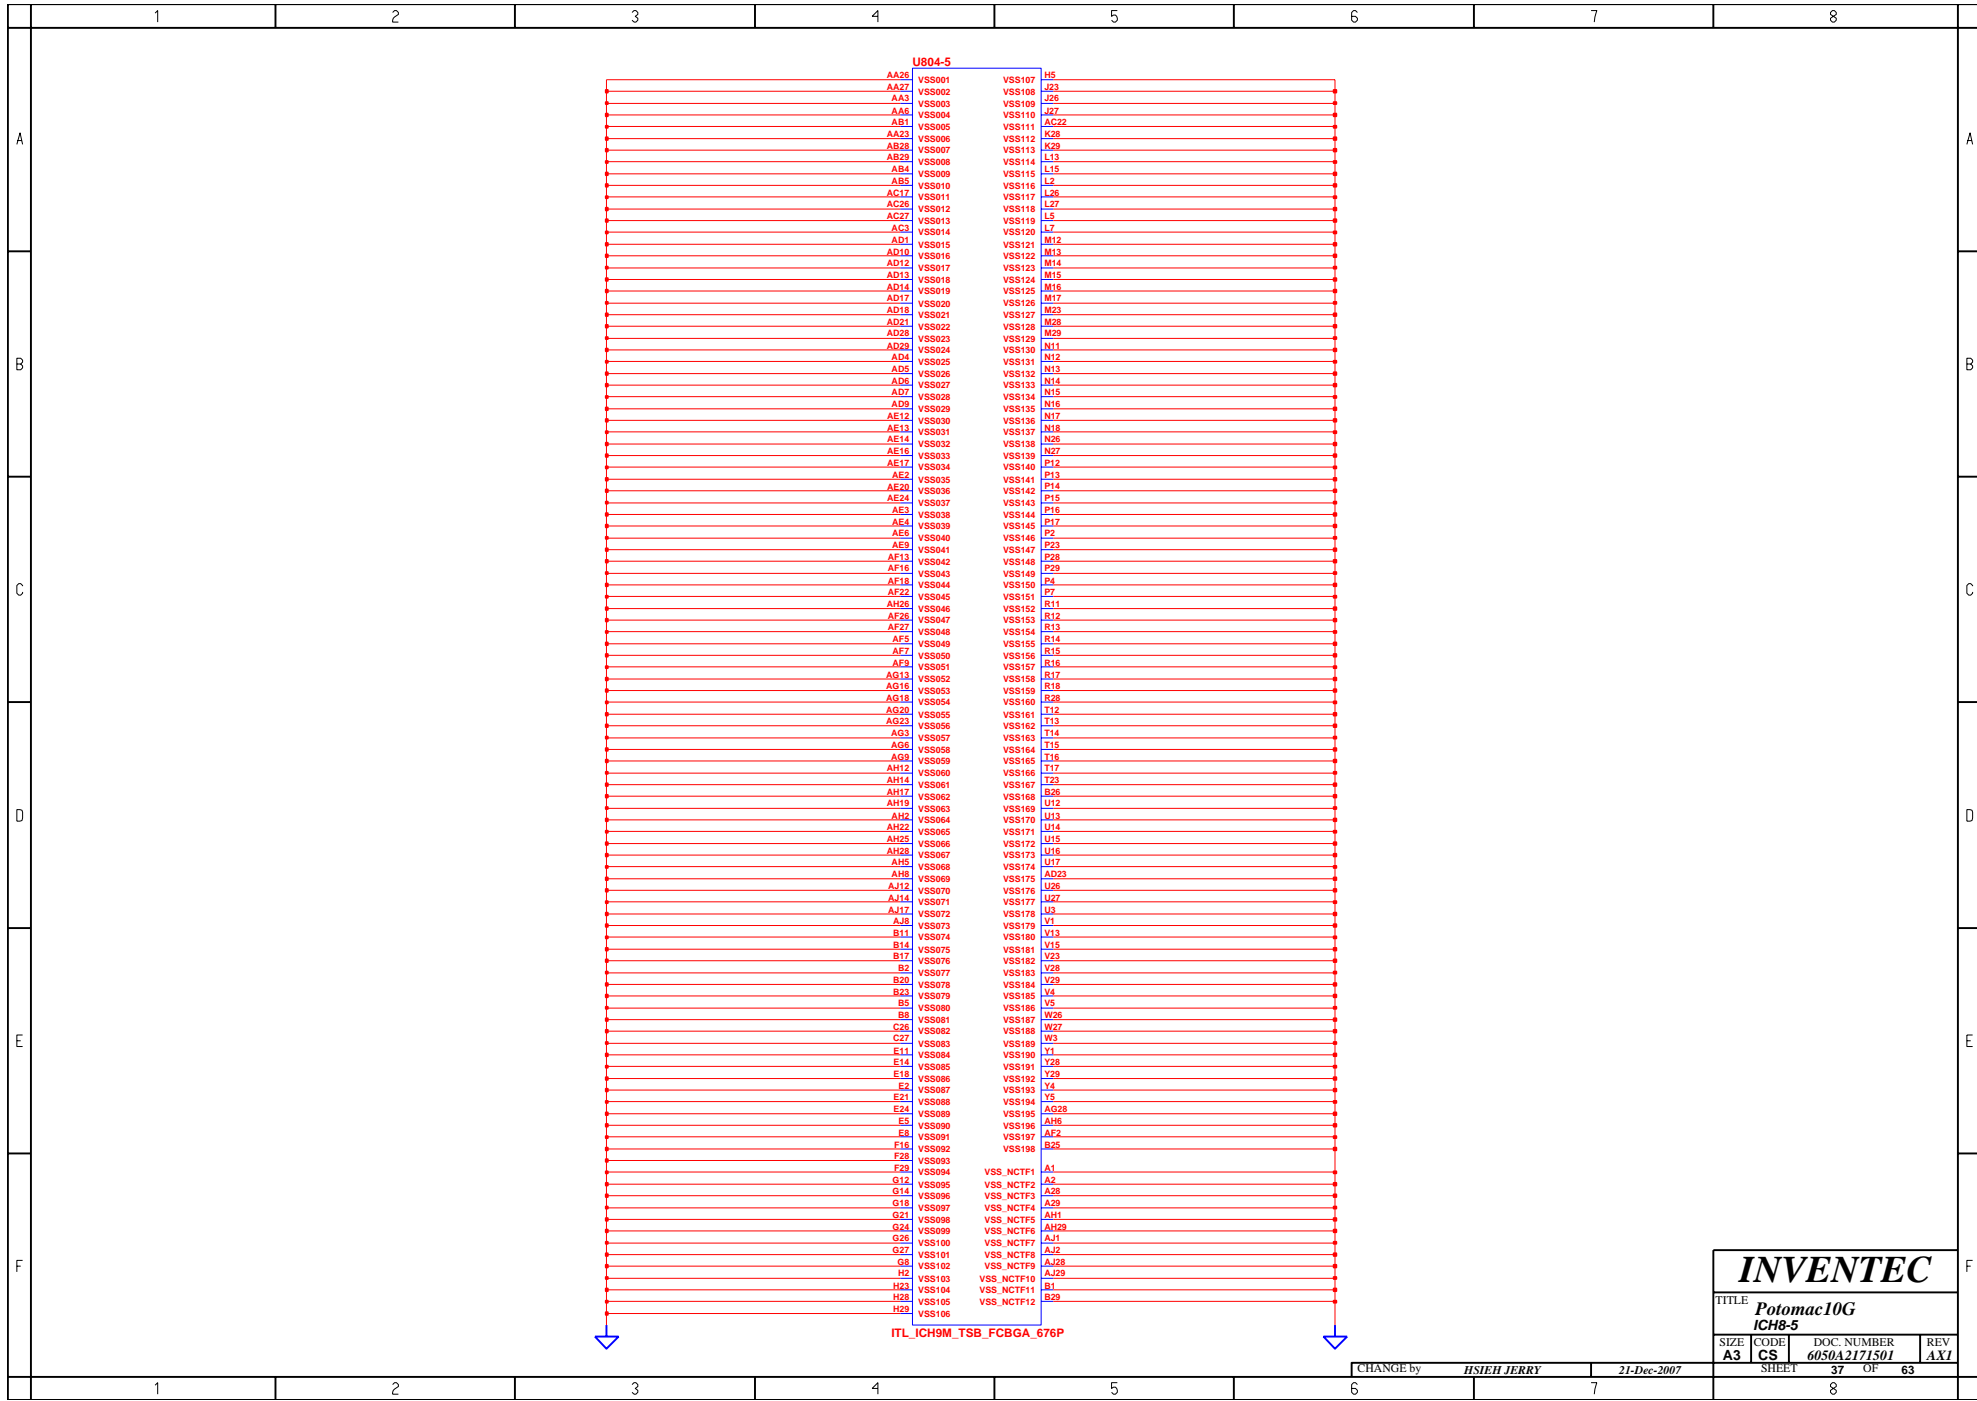 1 2 3 4 5 6 7 8
U804-5
AA26 VSS001 VSS107 H5
AA27 VSS002 VSS108 J23
AA3 VSS003 VSS109 J26
AA6 VSS004 VSS110 J27
AB1 VSS005 VSS111 AC22
A AA23 VSS006 VSS112 K28 A
AB28 VSS007 VSS113 K29
AB29 VSS008 VSS114 L13
AB4 VSS009 VSS115 L15
AB5 VSS010 VSS116 L2
AC17 VSS011 VSS117 L26
AC26 VSS012 VSS118 L27
AC27 VSS013 VSS119 L5
AC3 VSS014 VSS120 L7
AD1 VSS015 VSS121 M12
AD10 VSS016 VSS122 M13
AD12 VSS017 VSS123 M14
AD13 VSS018 VSS124 M15
AD14 VSS019 VSS125 M16
AD17 VSS020 VSS126 M17
AD18 VSS021 VSS127 M23
AD21 VSS022 VSS128 M28
AD28 VSS023 VSS129 M29
AD29 VSS024 VSS130 N11
B AD4 VSS025 VSS131 N12 B
AD5 VSS026 VSS132 N13
AD6 VSS027 VSS133 N14
AD7 VSS028 VSS134 N15
AD9 VSS029 VSS135 N16
AE12 VSS030 VSS136 N17
AE13 VSS031 VSS137 N18
AE14 VSS032 VSS138 N26
AE16 VSS033 VSS139 N27
AE17 VSS034 VSS140 P12
AE2 VSS035 VSS141 P13
AE20 VSS036 VSS142 P14
AE24 VSS037 VSS143 P15
AE3 VSS038 VSS144 P16
AE4 VSS039 VSS145 P17
AE6 VSS040 VSS146 P2
AE9 VSS041 VSS147 P23
AF13 VSS042 VSS148 P28
AF16 VSS043 VSS149 P29
C AF18 VSS044 VSS150 P4 C
AF22 VSS045 VSS151 P7
AH26 VSS046 VSS152 R11
AF26 VSS047 VSS153 R12
AF27 VSS048 VSS154 R13
AF5 VSS049 VSS155 R14
AF7 VSS050 VSS156 R15
AF9 VSS051 VSS157 R16
AG13 VSS052 VSS158 R17
AG16 VSS053 VSS159 R18
AG18 VSS054 VSS160 R28
AG20 VSS055 VSS161 T12
AG23 VSS056 VSS162 T13
AG3 VSS057 VSS163 T14
AG6 VSS058 VSS164 T15
AG9 VSS059 VSS165 T16
AH12 VSS060 VSS166 T17
AH14 VSS061 VSS167 T23
AH17 VSS062 VSS168 B26
AH19 VSS063 VSS169 U12
D AH2 VSS064 VSS170 U13 D
AH22 VSS065 VSS171 U14
AH25 VSS066 VSS172 U15
AH28 VSS067 VSS173 U16
AH5 VSS068 VSS174 U17
AH8 VSS069 VSS175 AD23
AJ12 VSS070 VSS176 U26
AJ14 VSS071 VSS177 U27
AJ17 VSS072 VSS178 U3
AJ8 VSS073 VSS179 V1
B11 VSS074 VSS180 V13
B14 VSS075 VSS181 V15
B17 VSS076 VSS182 V23
B2 VSS077 VSS183 V28
B20 VSS078 VSS184 V29
B23 VSS079 VSS185 V4
B5 VSS080 VSS186 V5
B8 VSS081 VSS187 W26
C26 VSS082 VSS188 W27
E C27 VSS083 VSS189 W3 E
E11 VSS084 VSS190 Y1
E14 VSS085 VSS191 Y28
E18 VSS086 VSS192 Y29
E2 VSS087 VSS193 Y4
E21 VSS088 VSS194 Y5
E24 VSS089 VSS195 AG28
E5 VSS090 VSS196 AH6
E8 VSS091 VSS197 AF2
F16 VSS092 VSS198 B25
F28 VSS093
F29 VSS094 VSS_NCTF1 A1
G12 VSS095 VSS_NCTF2 A2
G14 VSS096 VSS_NCTF3 A28
G18 VSS097 VSS_NCTF4 A29
G21 VSS098 VSS_NCTF5 AH1
G24 VSS099 VSS_NCTF6 AH29
G26 VSS100 VSS_NCTF7 AJ1
G27 VSS101 VSS_NCTF8 AJ2
F G8 VSS102 VSS_NCTF9 AJ28 F
H2 VSS103 VSS_NCTF10 AJ29
H23 VSS104 VSS_NCTF11 B1
H28 VSS105 VSS_NCTF12 B29
H29 VSS106
ITL_ICH9M_TSB_FCBGA_676P
INVENTEC
TITLE Potomac10G
ICH8-5
SIZE CODE DOC. NUMBER REV
A3 CS 6050A2171501 AX1
CHANGE by HSIEH JERRY 21-Dec-2007 SHEET 37 OF 63
1 2 3 4 5 6 7 8